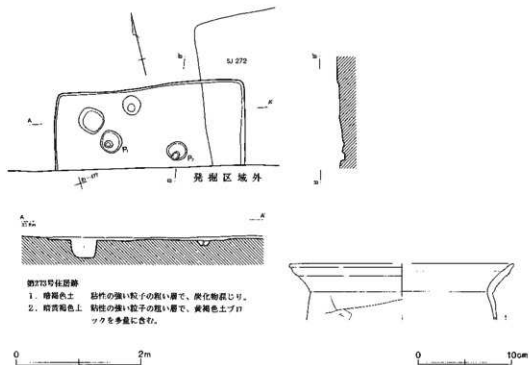 SJ 272
A
A'
B
B'
P₁
P₂
発掘区域外
A
A'
第273号住居跡
1. 暗褐色土 粘性の強い粒子の粗い層で、炭化物混じり。
2. 暗黄褐色土 粘性の強い粒子の粗い層で、黄褐色土ブロ
ックを多量に含む。
0 2m
0 10cm